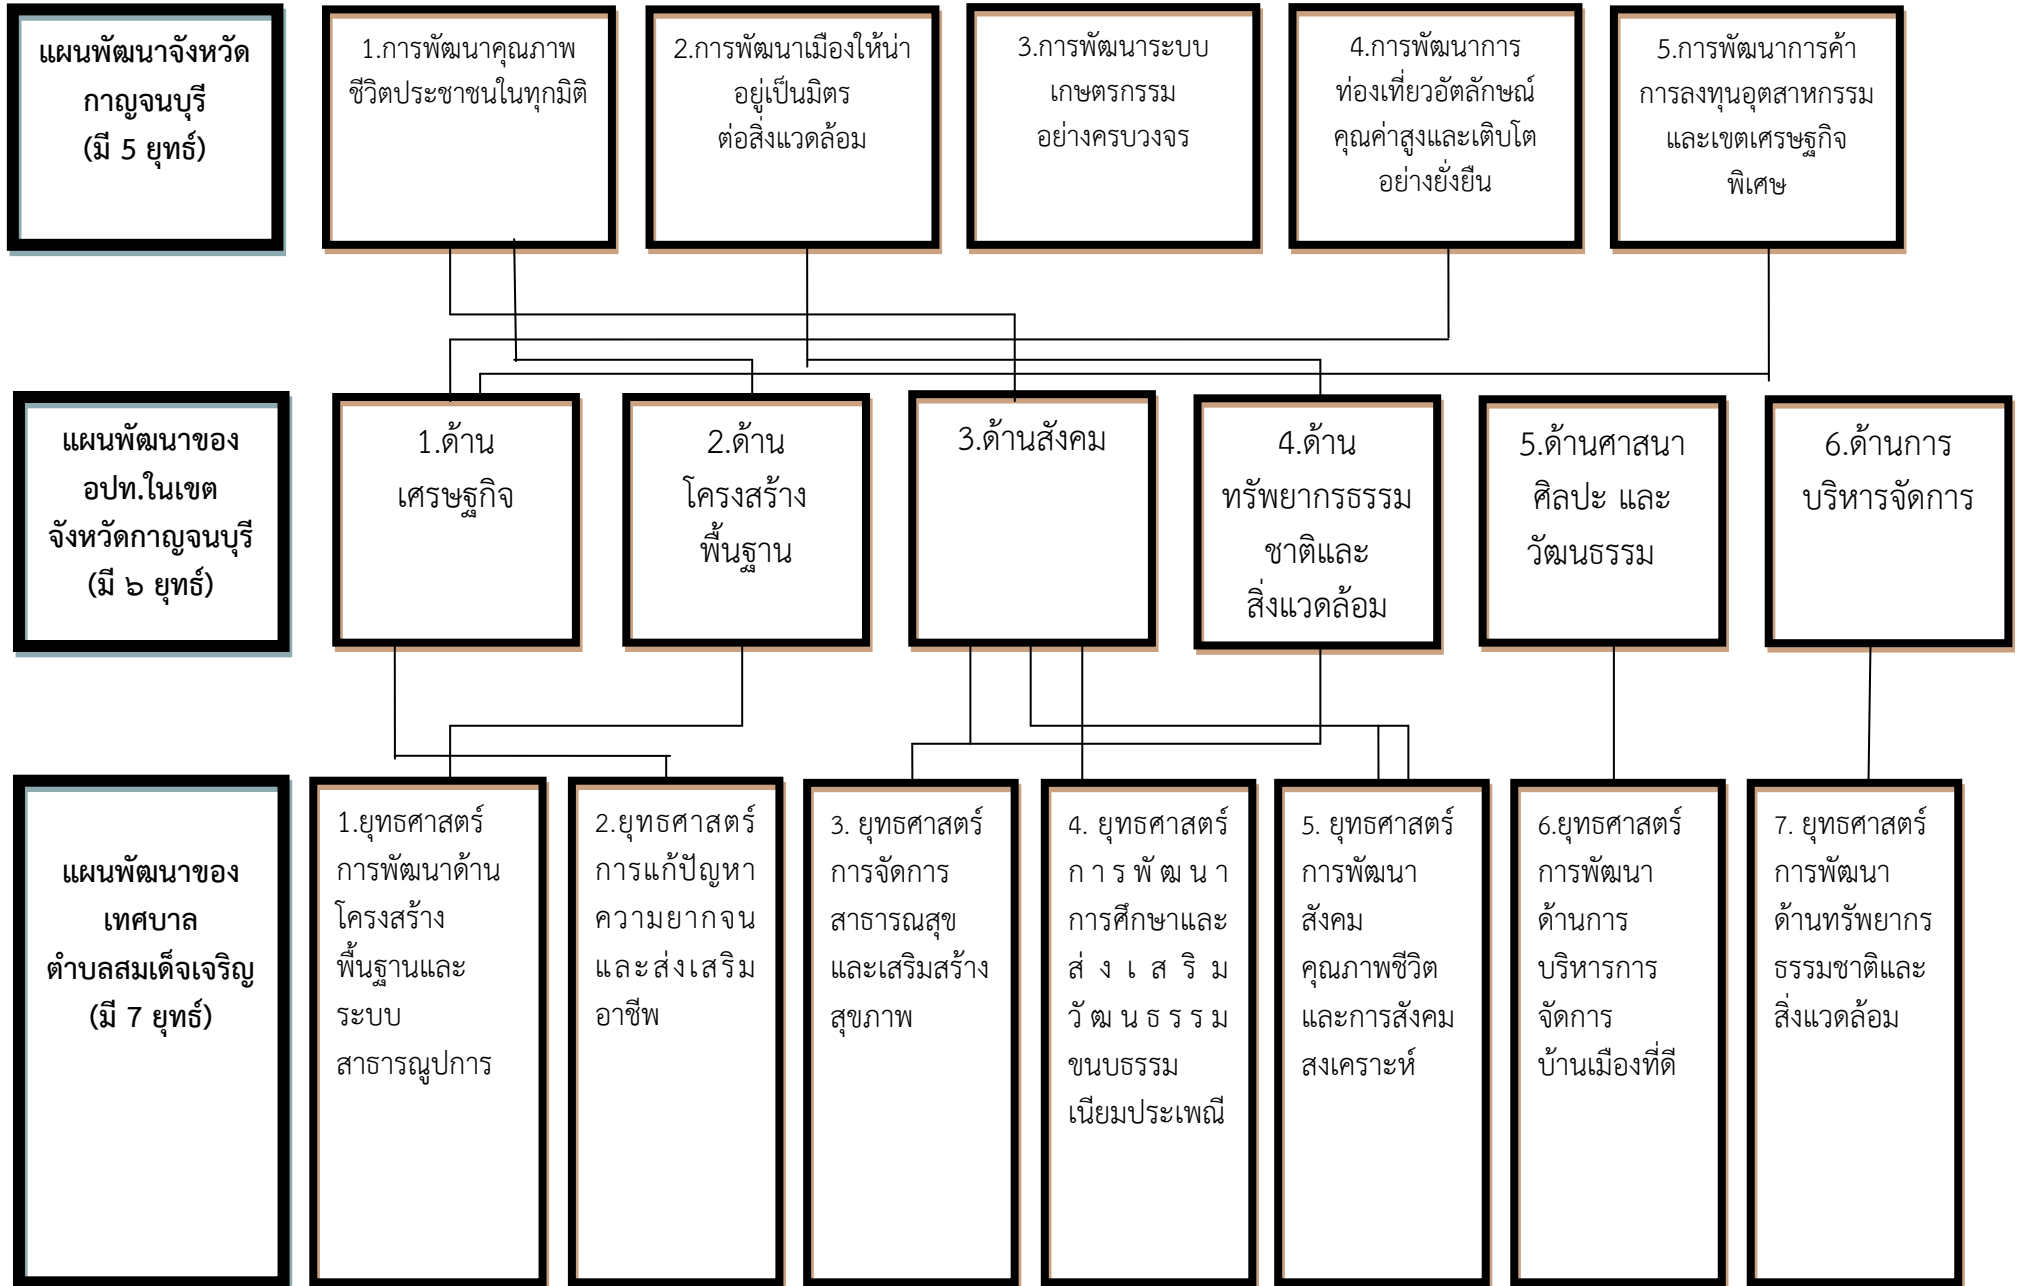 แผนพัฒนาจังหวัด
กาญจนบุรี
(มี 5 ยุทธ์)
1.การพัฒนาคุณภาพ
ชีวิตประชาชนในทุกมิติ
2.การพัฒนาเมืองให้น่า
อยู่เป็นมิตร
ต่อสิ่งแวดล้อม
3.การพัฒนาระบบ
เกษตรกรรม
อย่างครบวงจร
4.การพัฒนาการ
ท่องเที่ยวอัตลักษณ์
คุณค่าสูงและเติบโต
อย่างยั่งยืน
5.การพัฒนาการค้า
การลงทุนอุตสาหกรรม
และเขตเศรษฐกิจ
พิเศษ
แผนพัฒนาของ
อปท.ในเขต
จังหวัดกาญจนบุรี
(มี ๖ ยุทธ์)
1.ด้าน
เศรษฐกิจ
2.ด้าน
โครงสร้าง
พื้นฐาน
3.ด้านสังคม
4.ด้าน
ทรัพยากรธรรม
ชาติและ
สิ่งแวดล้อม
5.ด้านศาสนา
ศิลปะ และ
วัฒนธรรม
6.ด้านการ
บริหารจัดการ
แผนพัฒนาของ
เทศบาล
ตำบลสมเด็จเจริญ
(มี 7 ยุทธ์)
1.ยุทธศาสตร์
การพัฒนาด้าน
โครงสร้าง
พื้นฐานและ
ระบบ
สาธารณูปการ
2.ยุทธศาสตร์
การแก้ปัญหา
ความยากจน
และส่งเสริม
อาชีพ
3. ยุทธศาสตร์
การจัดการ
สาธารณสุข
และเสริมสร้าง
สุขภาพ
4. ยุทธศาสตร์
การพัฒนา
การศึกษาและ
ส่งเสริม
วัฒนธรรม
ขนบธรรม
เนียมประเพณี
5. ยุทธศาสตร์
การพัฒนา
สังคม
คุณภาพชีวิต
และการสังคม
สงเคราะห์
6.ยุทธศาสตร์
การพัฒนา
ด้านการ
บริหารการ
จัดการ
บ้านเมืองที่ดี
7. ยุทธศาสตร์
การพัฒนา
ด้านทรัพยากร
ธรรมชาติและ
สิ่งแวดล้อม